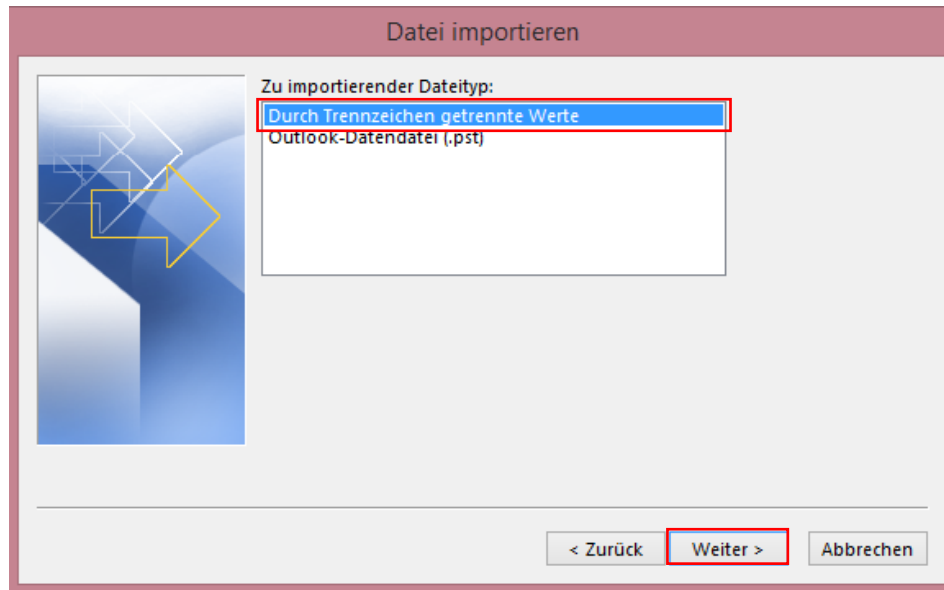 Datei importieren
Zu importierender Dateityp:
Durch Trennzeichen getrennte Werte
Outlook-Datendatei (.pst)
< Zurück Weiter > Abbrechen